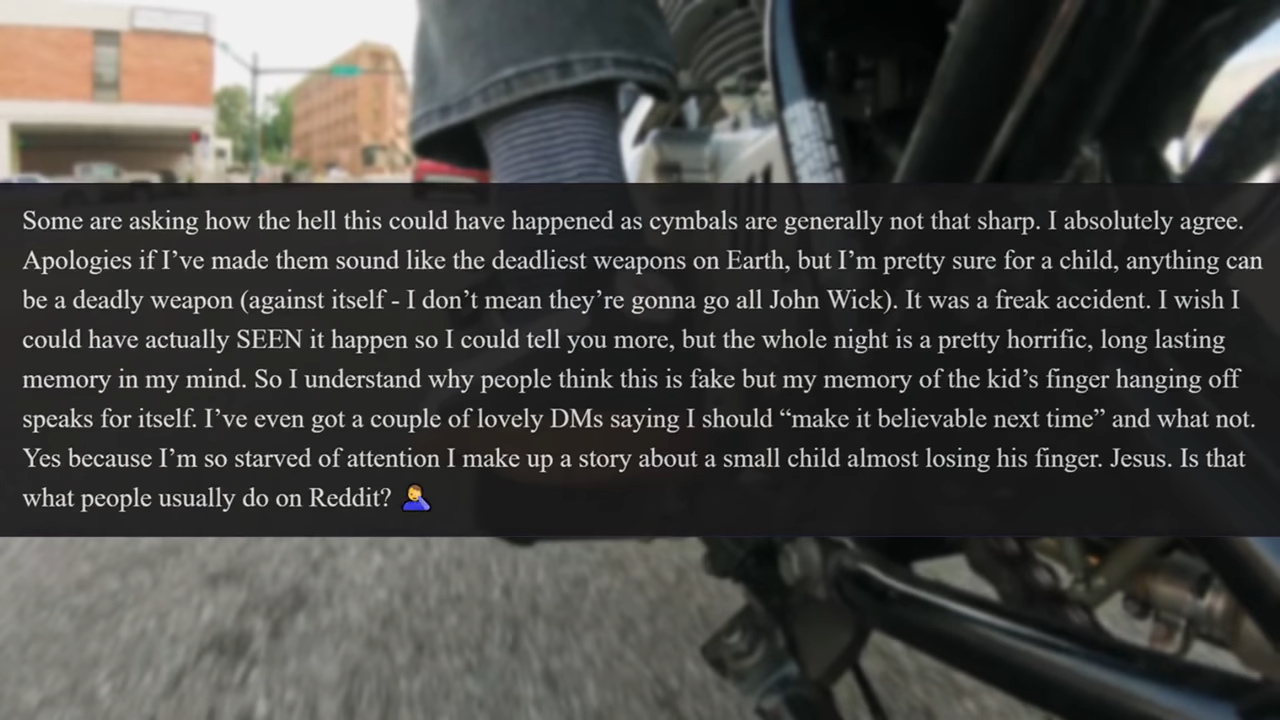 Some are asking how the hell this could have happened as cymbals are generally not that sharp. I absolutely agree.
Apologies if I’ve made them sound like the deadliest weapons on Earth, but I’m pretty sure for a child, anything can
be a deadly weapon (against itself - I don’t mean they’re gonna go all John Wick). It was a freak accident. I wish I
could have actually SEEN it happen so I could tell you more, but the whole night is a pretty horrific, long lasting
memory in my mind. So I understand why people think this is fake but my memory of the kid’s finger hanging off
speaks for itself. I’ve even got a couple of lovely DMs saying I should “make it believable next time” and what not.
Yes because I’m so starved of attention I make up a story about a small child almost losing his finger. Jesus. Is that
what people usually do on Reddit? 🤦